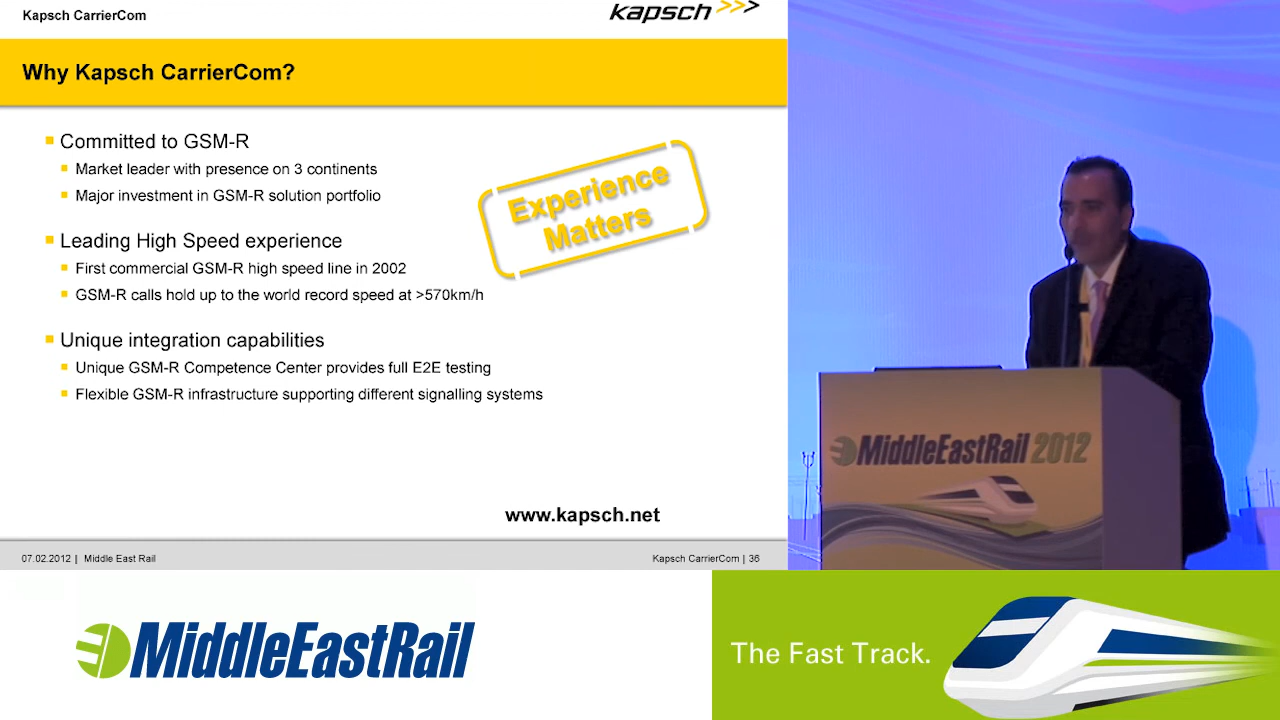 Kapsch CarrierCom
kapsch >>>
Why Kapsch CarrierCom?
Committed to GSM-R
Market leader with presence on 3 continents
Major investment in GSM-R solution portfolio
Experience
Matters
Leading High Speed experience
First commercial GSM-R high speed line in 2002
GSM-R calls hold up to the world record speed at >570km/h
Unique integration capabilities
Unique GSM-R Competence Center provides full E2E testing
Flexible GSM-R infrastructure supporting different signalling systems
www.kapsch.net
07.02.2012 | Middle East Rail
Kapsch CarrierCom | 36
MiddleEastRail 2012
MiddleEastRail
The Fast Track.